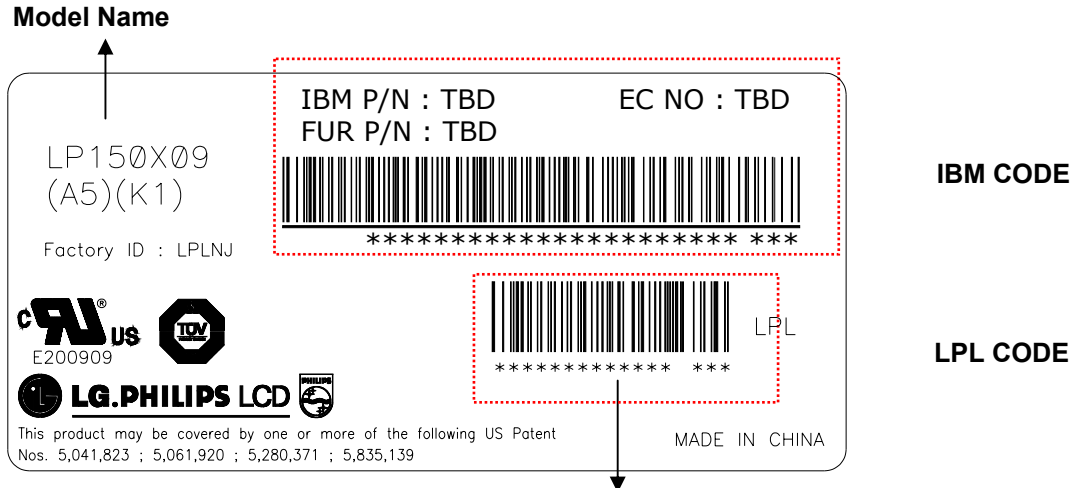 Model Name
IBM P/N : TBD EC NO : TBD
FUR P/N : TBD
LP150X09
(A5)(K1)
IBM CODE
********************** ***
Factory ID : LPLNJ
LPL
c RU ® US
TÜV
E200909
LPL CODE
************* ***
LG.PHILIPS LCD PHILIPS
This product may be covered by one or more of the following US Patent
Nos. 5,041,823 ; 5,061,920 ; 5,280,371 ; 5,835,139
MADE IN CHINA